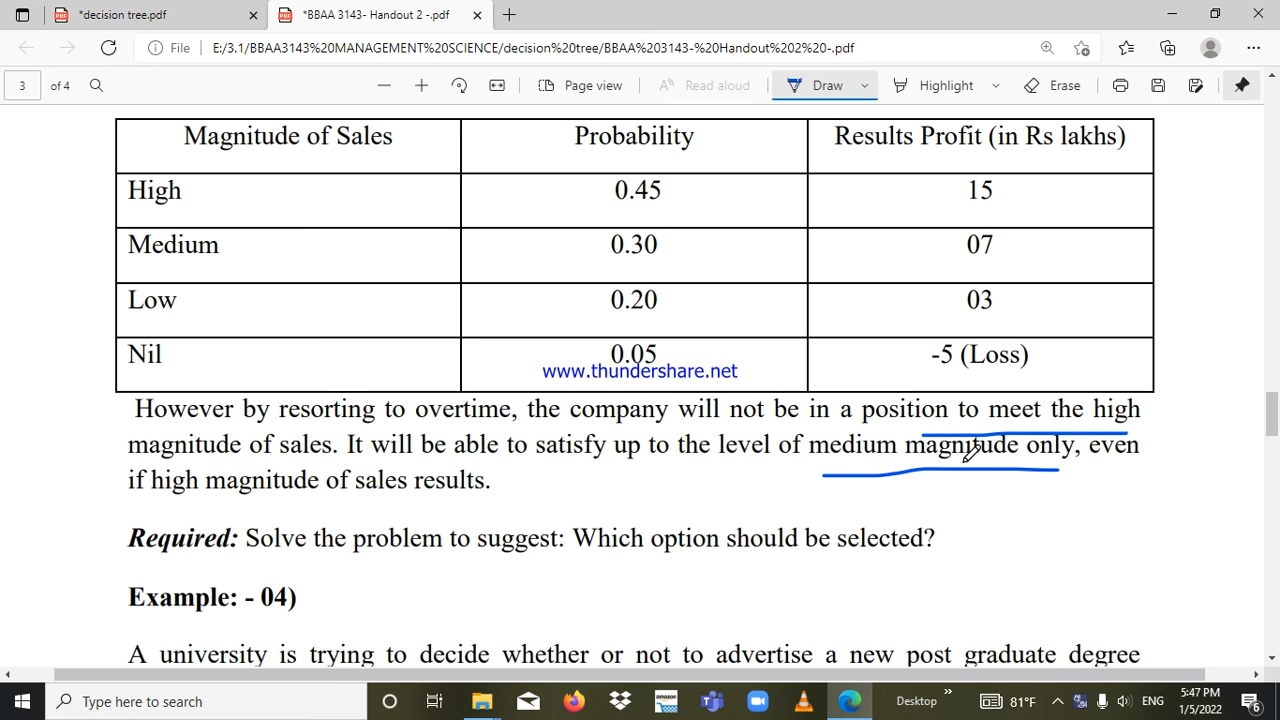 *decision tree.pdf
*BBAA 3143- Handout 2 -.pdf
File
E:/3.1/BBAA3143%20MANAGEMENT%20SCIENCE/decision%20tree/BBAA%203143-%20Handout%202%20-.pdf
3
of 4
Page view
Read aloud
Draw
Highlight
Erase
Magnitude of Sales
Probability
Results Profit (in Rs lakhs)
High
0.45
15
Medium
0.30
07
Low
0.20
03
Nil
0.05
-5 (Loss)
www.thundershare.net
However by resorting to overtime, the company will not be in a position to meet the high
magnitude of sales. It will be able to satisfy up to the level of medium magnitude only, even
if high magnitude of sales results.
Required: Solve the problem to suggest: Which option should be selected?
Example: - 04)
A university is trying to decide whether or not to advertise a new post graduate degree
Type here to search
Desktop
81°F
ENG
5:47 PM
1/5/2022
6